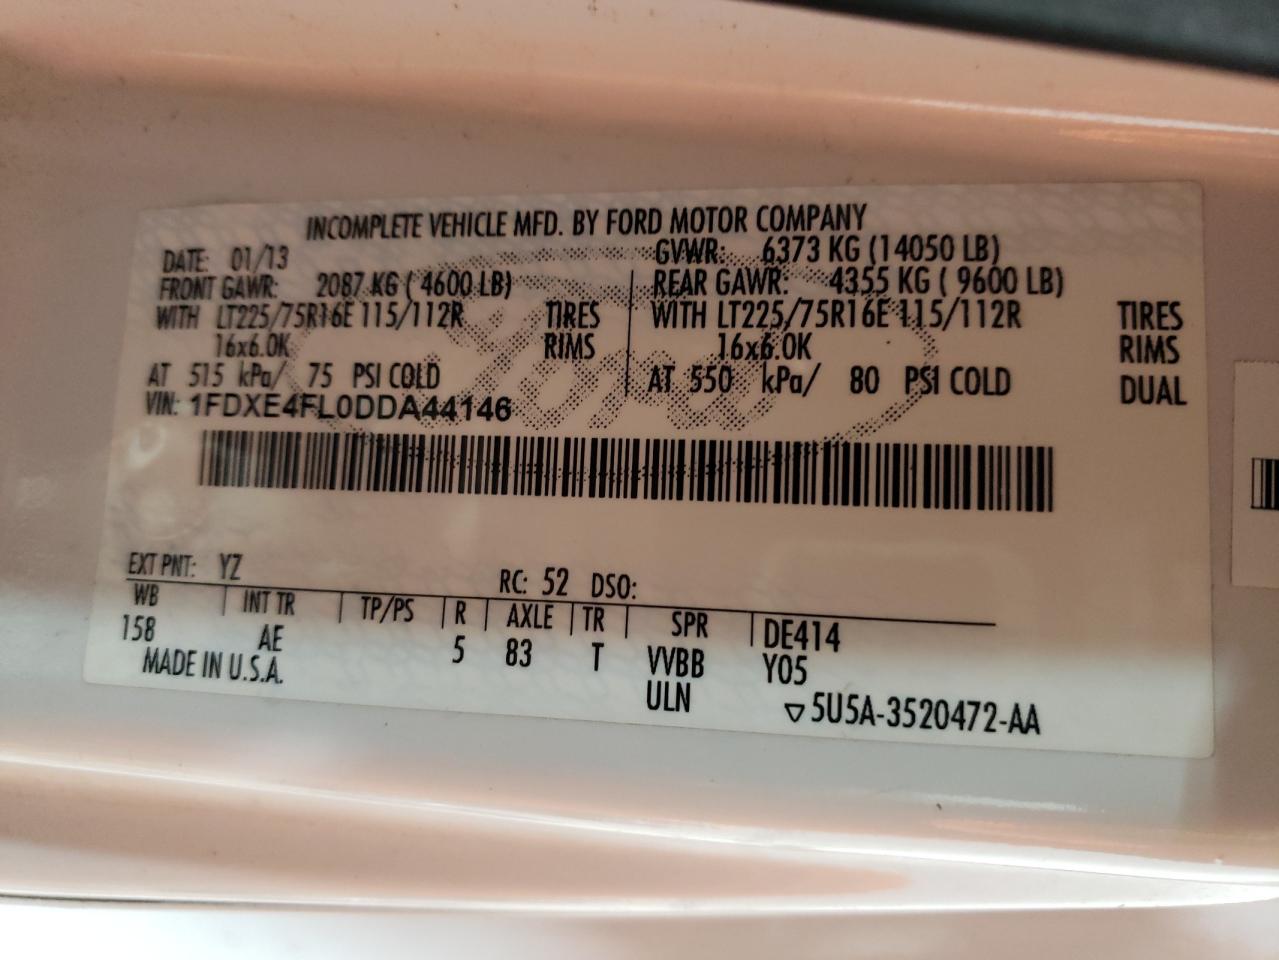 INCOMPLETE VEHICLE MFD. BY FORD MOTOR COMPANY
DATE: 01/13 GVWR: 6373 KG (14050 LB)
FRONT GAWR: 2087 KG ( 4600 LB) REAR GAWR: 4355 KG ( 9600 LB)
WITH LT225/75R16E 115/112R TIRES WITH LT225/75R16E 115/112R TIRES
16x6.0K RIMS 16x6.0K RIMS
AT 515 kPa/ 75 PSI COLD AT 550 kPa/ 80 PSI COLD DUAL
VIN: 1FDXE4FL0DDA44146
Ford
EXT PNT: YZ RC: 52 DSO:
WB INT TR TP/PS R AXLE TR SPR DE414
158 AE 5 83 T VVBB Y05
MADE IN U.S.A. ULN ▽5U5A-3520472-AA